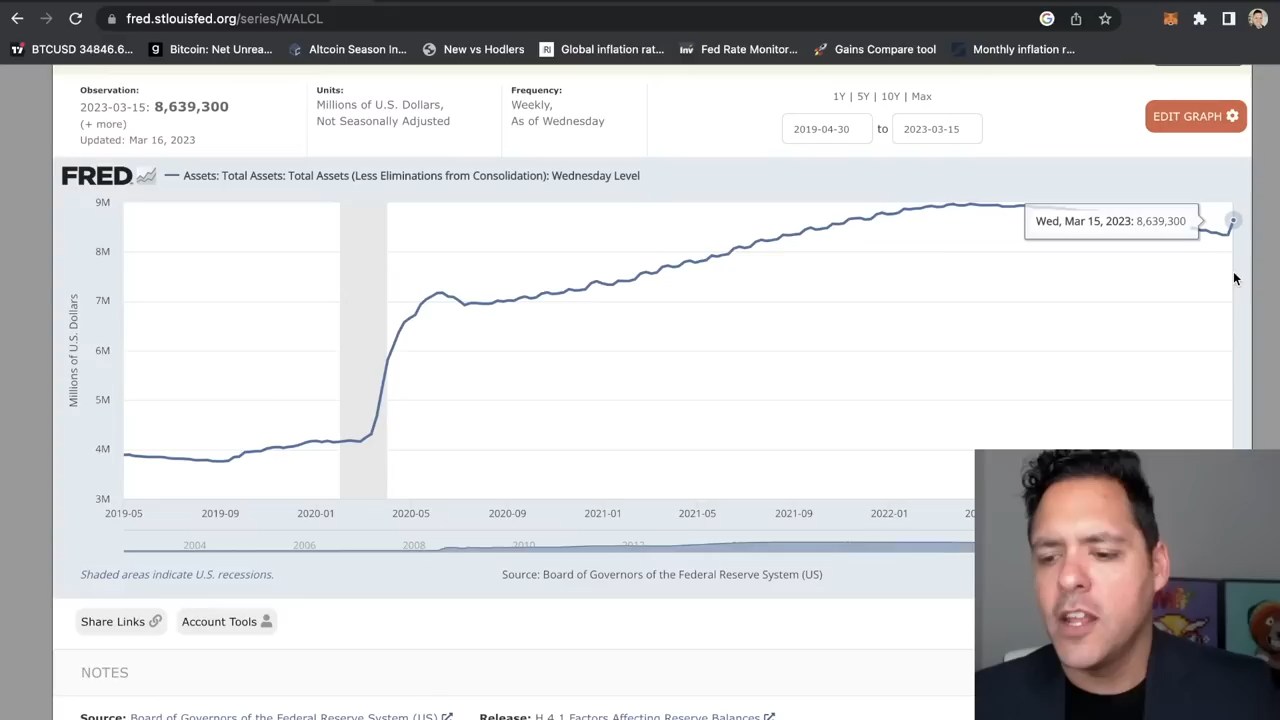 fred.stlouisfed.org/series/WALCL
BTCUSD 34846.6...
Bitcoin: Net Unrea...
Altcoin Season In...
New vs Hodlers
RI
Global inflation rat...
Fed Rate Monitor...
Gains Compare tool
Monthly inflation r...
Observation:
2023-03-15: 8,639,300
(+ more)
Updated: Mar 16, 2023
Units:
Millions of U.S. Dollars,
Not Seasonally Adjusted
Frequency:
Weekly,
As of Wednesday
1Y | 5Y | 10Y | Max
2019-04-30 to 2023-03-15
EDIT GRAPH
FRED
Assets: Total Assets: Total Assets (Less Eliminations from Consolidation): Wednesday Level
Wed, Mar 15, 2023: 8,639,300
Millions of U.S. Dollars
9M
8M
7M
6M
5M
4M
3M
2019-05 2019-09 2020-01 2020-05 2020-09 2021-01 2021-05 2021-09 2022-01
2004 2006 2008 2010 2012
Shaded areas indicate U.S. recessions.
Source: Board of Governors of the Federal Reserve System (US)
Share Links
Account Tools
NOTES
Source: Board of Governors of the Federal Reserve System (US)
Release: H.4.1 Factors Affecting Reserve Balances